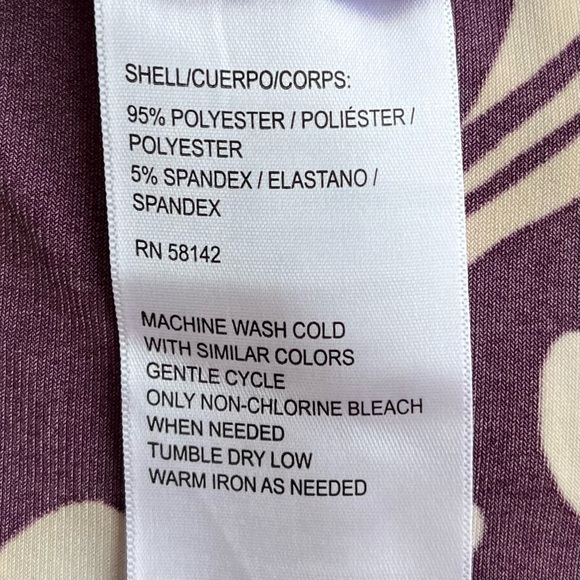 SHELL/CUERPO/CORPS:
95% POLYESTER / POLIÉSTER /
POLYESTER
5% SPANDEX / ELASTANO /
SPANDEX
RN 58142
MACHINE WASH COLD
WITH SIMILAR COLORS
GENTLE CYCLE
ONLY NON-CHLORINE BLEACH
WHEN NEEDED
TUMBLE DRY LOW
WARM IRON AS NEEDED